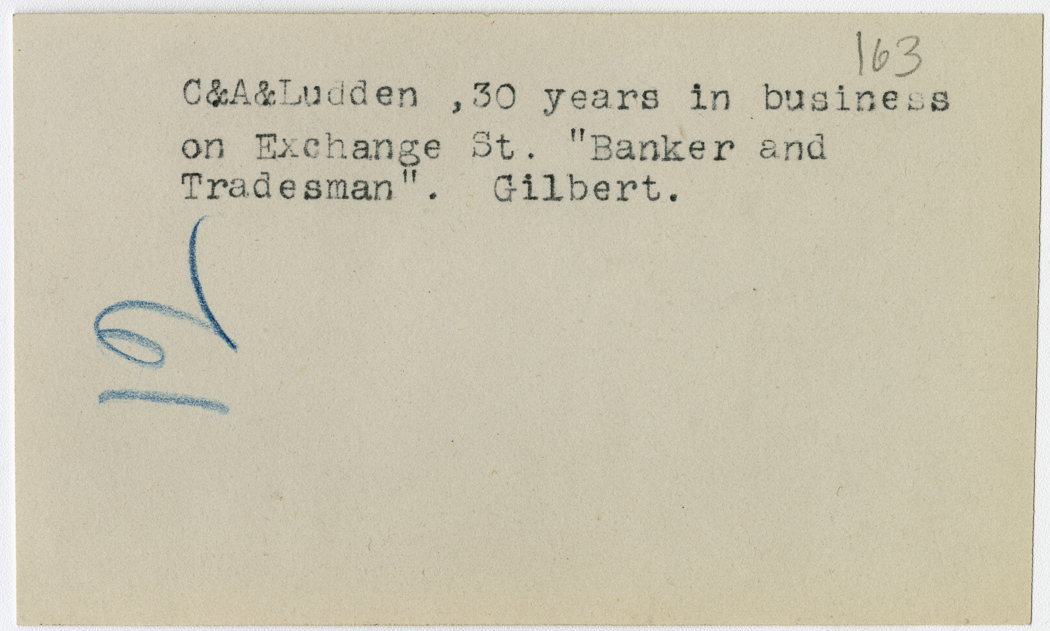 163
C&A&Ludden ,30 years in business
on Exchange St. "Banker and
Tradesman". Gilbert.
12